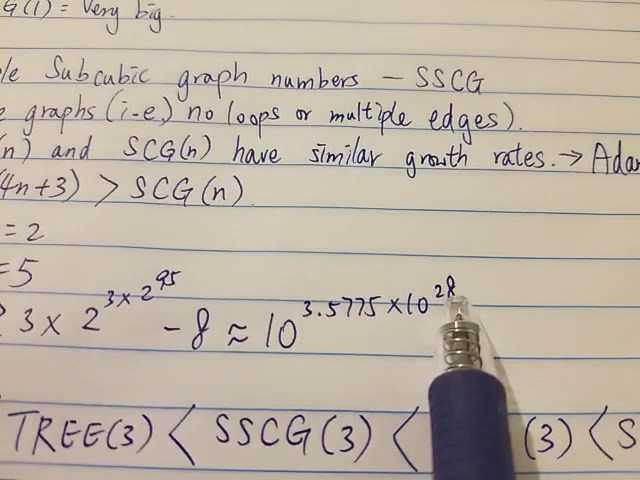 G(1) = Very big.
le Subcubic graph numbers – SSCG
e graphs (i-e.) no loops or multiple edges).
(n) and SCG(n) have similar growth rates. → Adam
(4n+3) > SCG(n)
= 2
= 5
3 × 2^{3×2^{95}} - 8 ≈ 10^{3.5775×10^{28}}
TREE(3) < SSCG(3) < (3) < S